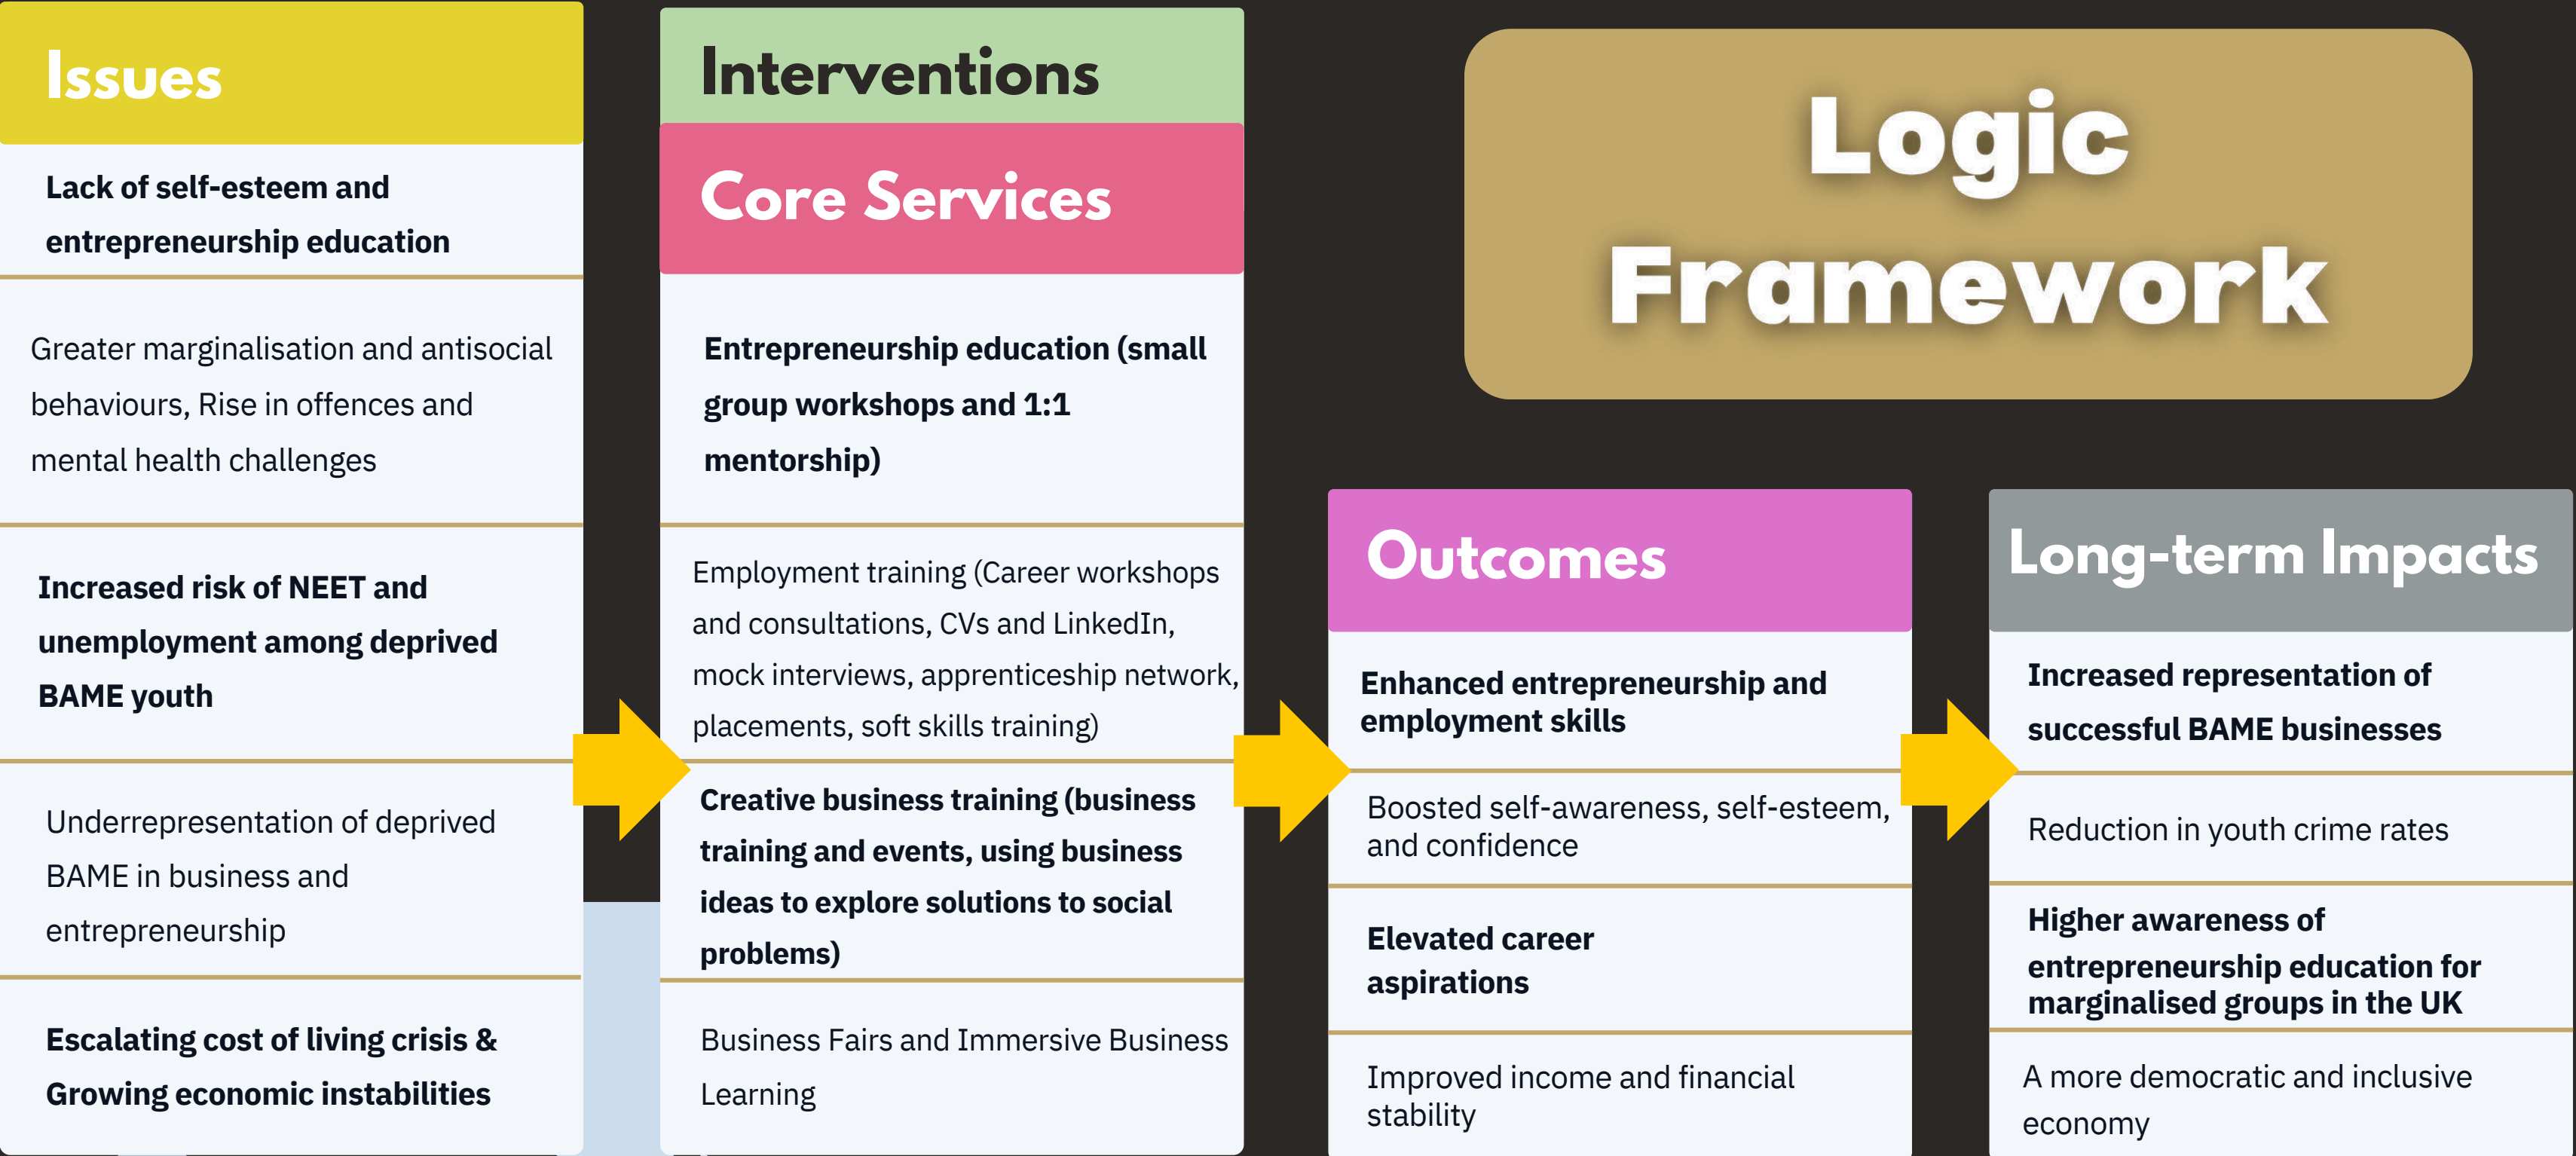 Issues
Lack of self-esteem and
entrepreneurship education
Greater marginalisation and antisocial
behaviours, Rise in offences and
mental health challenges
Increased risk of NEET and
unemployment among deprived
BAME youth
Underrepresentation of deprived
BAME in business and
entrepreneurship
Escalating cost of living crisis &
Growing economic instabilities
Interventions
Core Services
Entrepreneurship education (small
group workshops and 1:1
mentorship)
Employment training (Career workshops
and consultations, CVs and LinkedIn,
mock interviews, apprenticeship network,
placements, soft skills training)
Creative business training (business
training and events, using business
ideas to explore solutions to social
problems)
Business Fairs and Immersive Business
Learning
Logic
Framework
Outcomes
Enhanced entrepreneurship and
employment skills
Boosted self-awareness, self-esteem,
and confidence
Elevated career
aspirations
Improved income and financial
stability
Long-term Impacts
Increased representation of
successful BAME businesses
Reduction in youth crime rates
Higher awareness of
entrepreneurship education for
marginalised groups in the UK
A more democratic and inclusive
economy